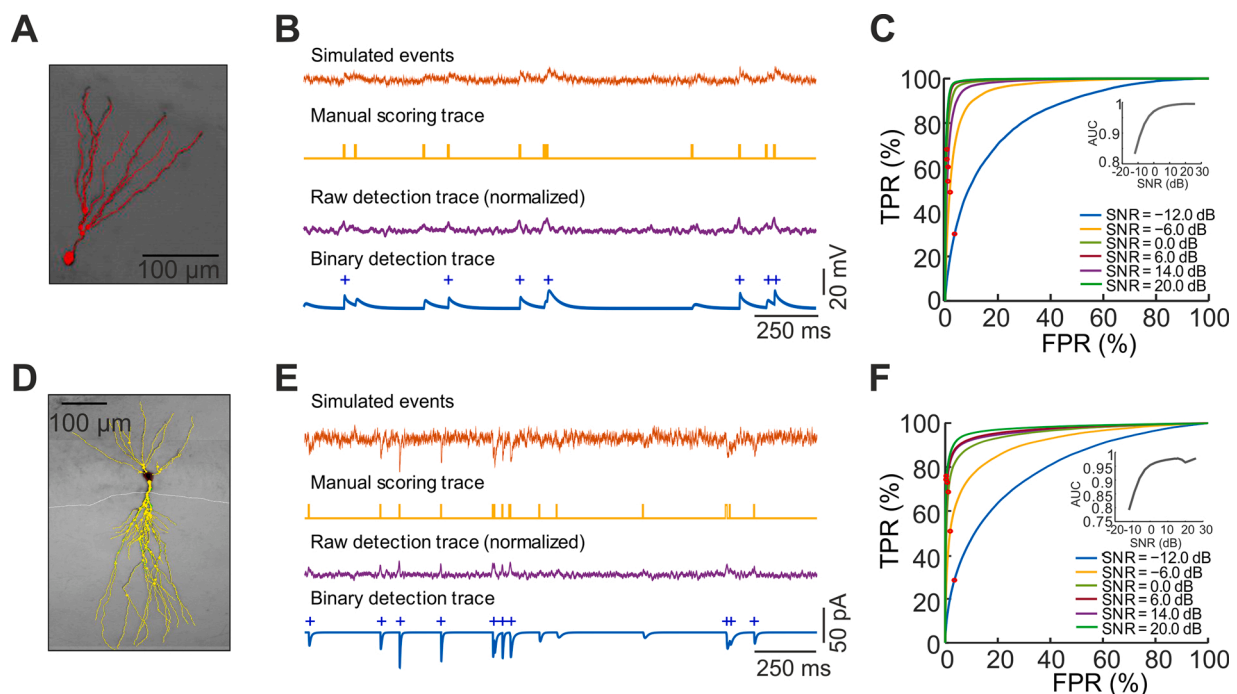 A
100 μm
B
Simulated events
Manual scoring trace
Raw detection trace (normalized)
Binary detection trace
+ + + + + + +
20 mV
250 ms
C
TPR (%)
100
80
60
40
20
0
0 20 40 60 80 100
FPR (%)
AUC
1
0.9
0.8
-20 -10 0 10 20 30
SNR (dB)
SNR = −12.0 dB
SNR = −6.0 dB
SNR = 0.0 dB
SNR = 6.0 dB
SNR = 14.0 dB
SNR = 20.0 dB
D
100 μm
E
Simulated events
Manual scoring trace
Raw detection trace (normalized)
Binary detection trace
+ + + + + + + + + +
50 pA
250 ms
F
TPR (%)
100
80
60
40
20
0
0 20 40 60 80 100
FPR (%)
AUC
1
0.95
0.9
0.85
0.8
0.75
-20 -10 0 10 20 30
SNR (dB)
SNR = −12.0 dB
SNR = −6.0 dB
SNR = 0.0 dB
SNR = 6.0 dB
SNR = 14.0 dB
SNR = 20.0 dB